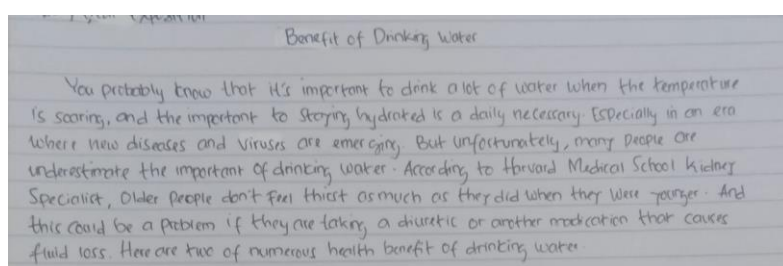 Benefit of Drinking Water
You probably know that it's important to drink a lot of water when the temperature
is soaring, and the important to staying hydrated is a daily necessary. Especially in an era
where new diseases and viruses are emerging. But unfortunately, many people are
underestimate the important of drinking water. According to Harvard Medical School Kidney
Specialist, Older people don't feel thirst as much as they did when they were younger. And
this could be a problem if they are taking a diuretic or another medication that causes
fluid loss. Here are two of numerous health benefit of drinking water.